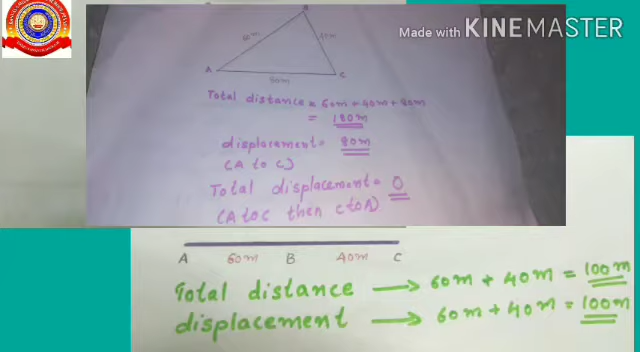 Made with KINEMASTER
B
60m 40m
A C
80m
Total distance = 60m + 40m + 80m
= 180m
displacement = 80m
(A to C)
Total displacement = 0
(A to C then C to A)
A 60m B 40m C
Total distance → 60m + 40m = 100m
displacement → 60m + 40m = 100m